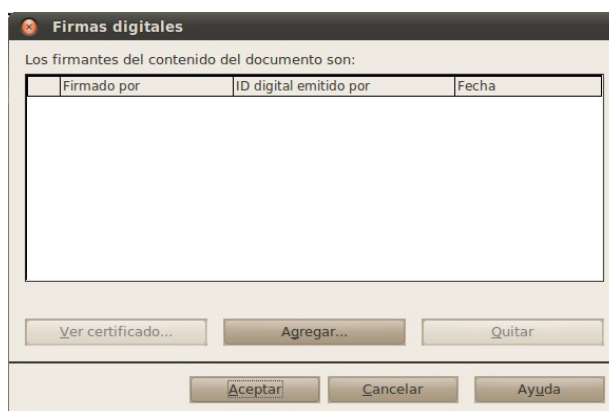 Firmas digitales
Los firmantes del contenido del documento son:
Firmado por ID digital emitido por Fecha
Ver certificado... Agregar... Quitar
Aceptar Cancelar Ayuda